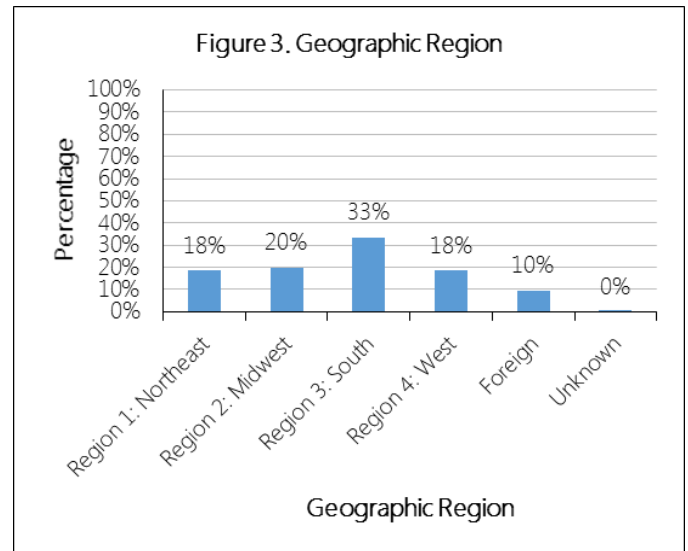 Figure 3. Geographic Region
100%
90%
80%
70%
60%
50%
40%
30%
20%
10%
0%
Percentage
18%
20%
33%
18%
10%
0%
Region 1: Northeast
Region 2: Midwest
Region 3: South
Region 4: West
Foreign
Unknown
Geographic Region